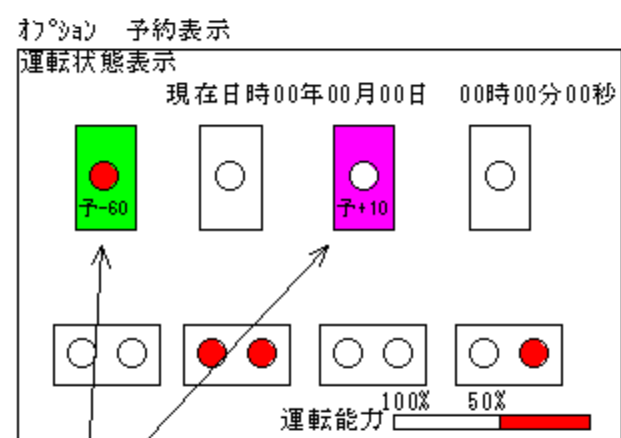 ｵﾌﾟｼｮﾝ 予約表示
運転状態表示
現在日時00年00月00日 00時00分00秒
予-60
予+10
100% 50%
運転能力